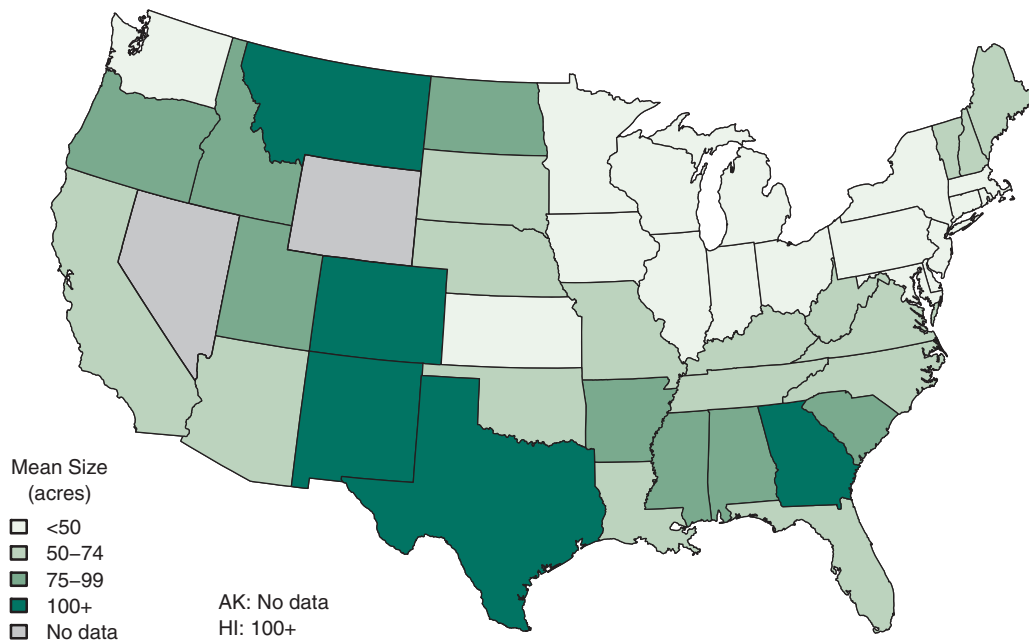 Mean Size
(acres)
<50
50–74
75–99
100+
No data
AK: No data
HI: 100+